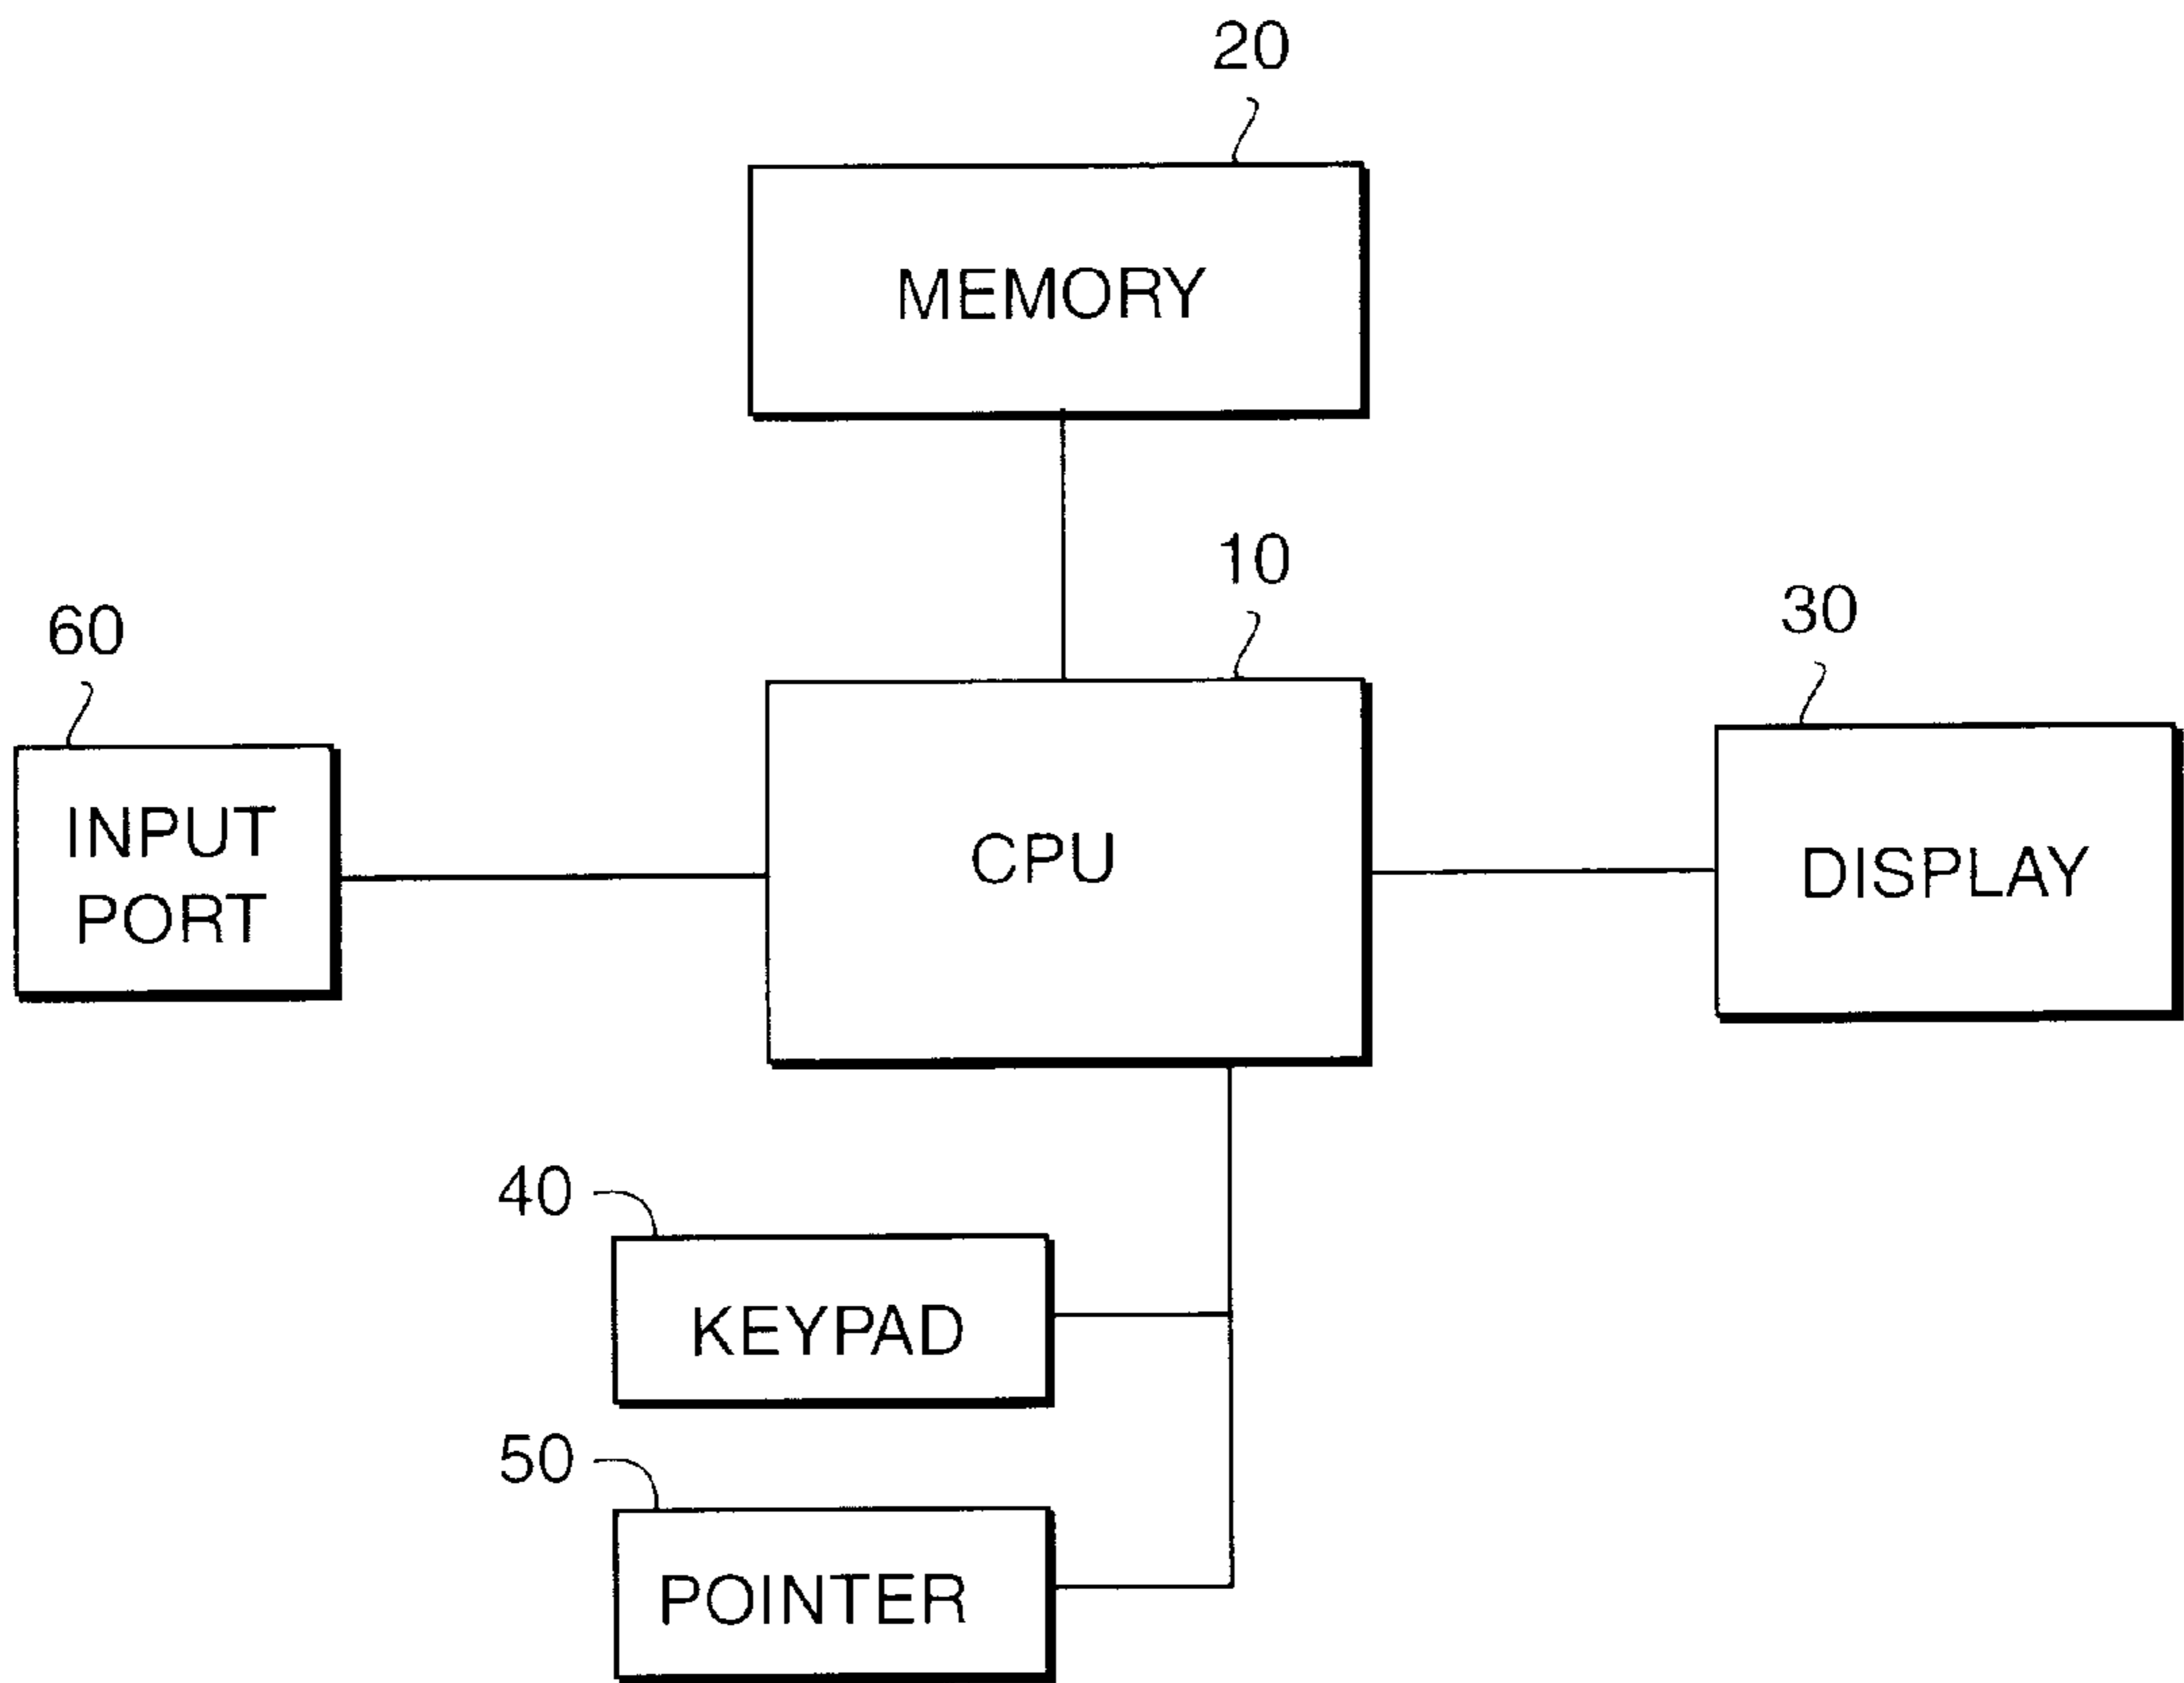 20
MEMORY
10
60
30
INPUT
PORT
CPU
DISPLAY
40
KEYPAD
50
POINTER